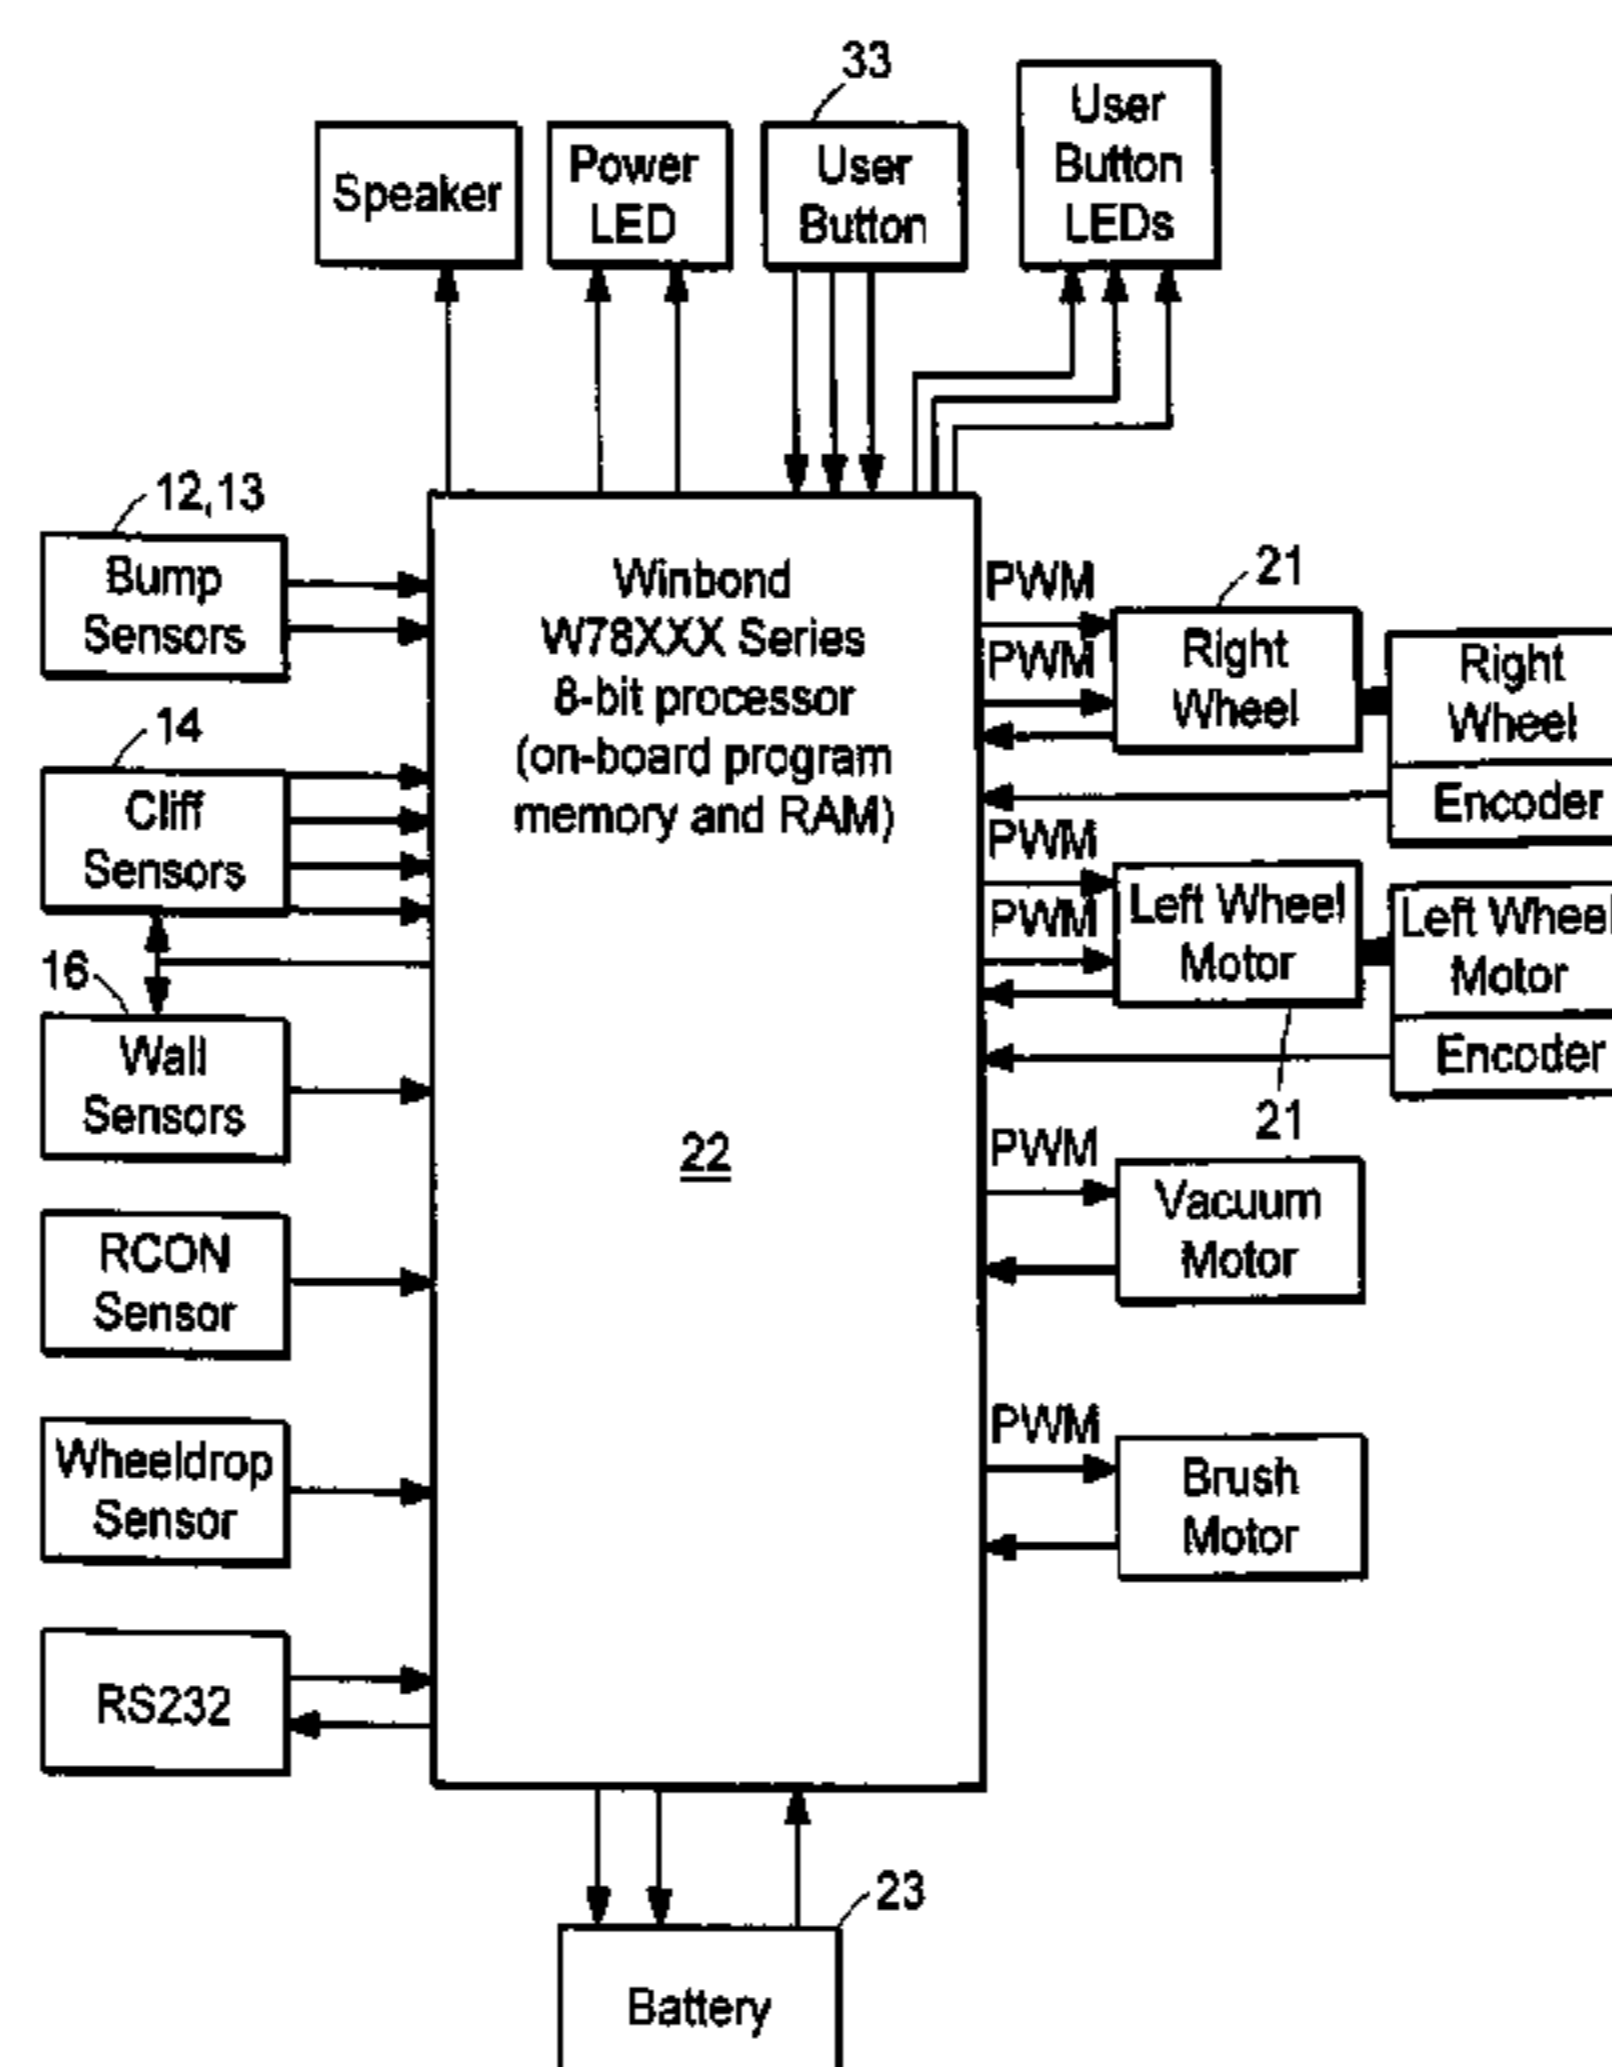 33
Speaker
Power
LED
User
Button
User
Button
LEDs
12,13
Bump
Sensors
14
Cliff
Sensors
16
Wall
Sensors
RCON
Sensor
Wheeldrop
Sensor
RS232
Winbond
W78XXX Series
8-bit processor
(on-board program
memory and RAM)
22
PWM
PWM
21
Right
Wheel
Right
Wheel
Encoder
PWM
PWM
Left Wheel
Motor
21
Left Wheel
Motor
Encoder
PWM
Vacuum
Motor
PWM
Brush
Motor
23
Battery